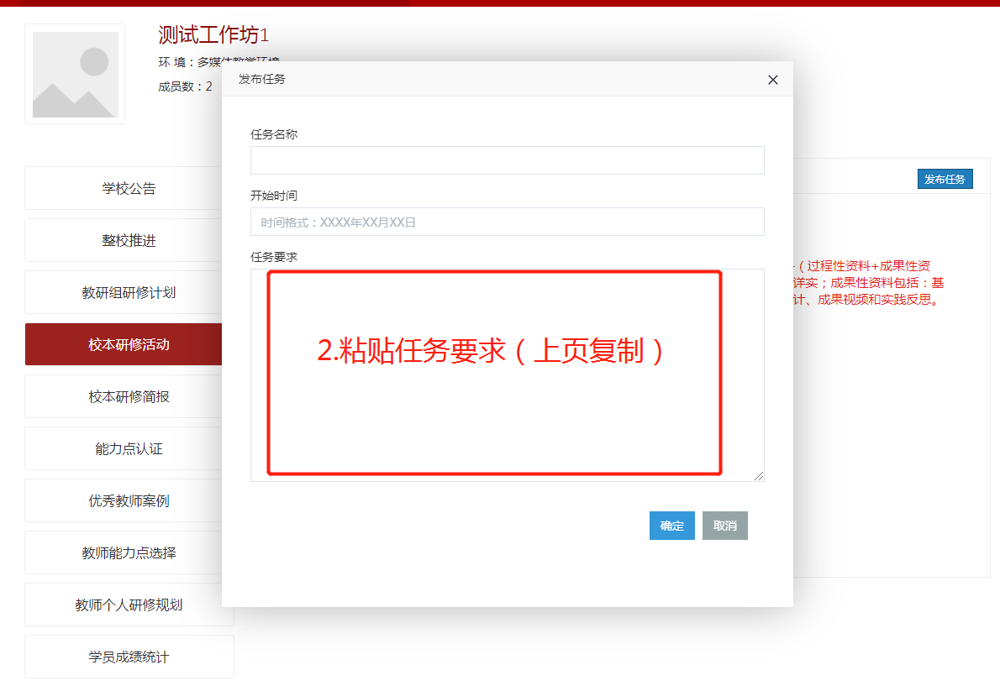 测试工作坊1
环 境：多媒体教学环境
成员数：2
学校公告
整校推进
教研组研修计划
校本研修活动
校本研修简报
能力点认证
优秀教师案例
教师能力点选择
教师个人研修规划
学员成绩统计
发布任务
任务名称
开始时间
时间格式：XXXX年XX月XX日
任务要求
2.粘贴任务要求（上页复制）
确定
取消
发布任务
（过程性资料+成果性资
详实；成果性资料包括：基
计、成果视频和实践反思。